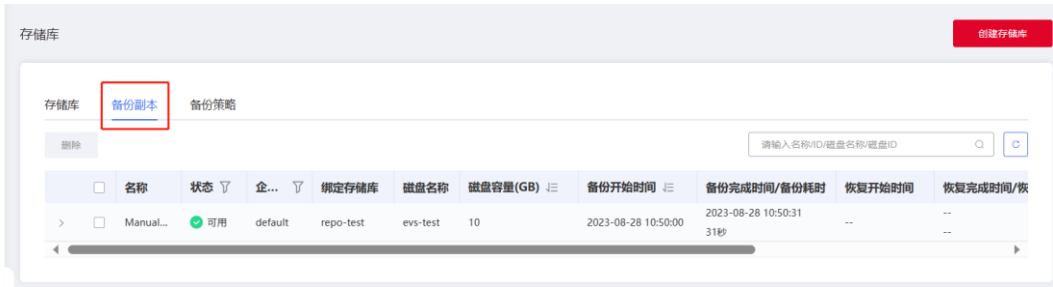 存储库
创建存储库
存储库 备份副本 备份策略
删除 请输入名称/ID/磁盘名称/磁盘ID
名称 状态 企... 绑定存储库 磁盘名称 磁盘容量(GB) 备份开始时间 备份完成时间/备份耗时 恢复开始时间 恢复完成时间/恢
Manual... 可用 default repo-test evs-test 10 2023-08-28 10:50:00 2023-08-28 10:50:31 -- --
31秒 --